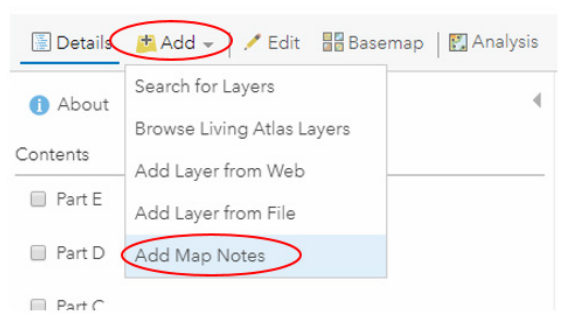 Details Add Edit Basemap Analysis
About
Contents
Part E
Part D
Part C
Search for Layers
Browse Living Atlas Layers
Add Layer from Web
Add Layer from File
Add Map Notes